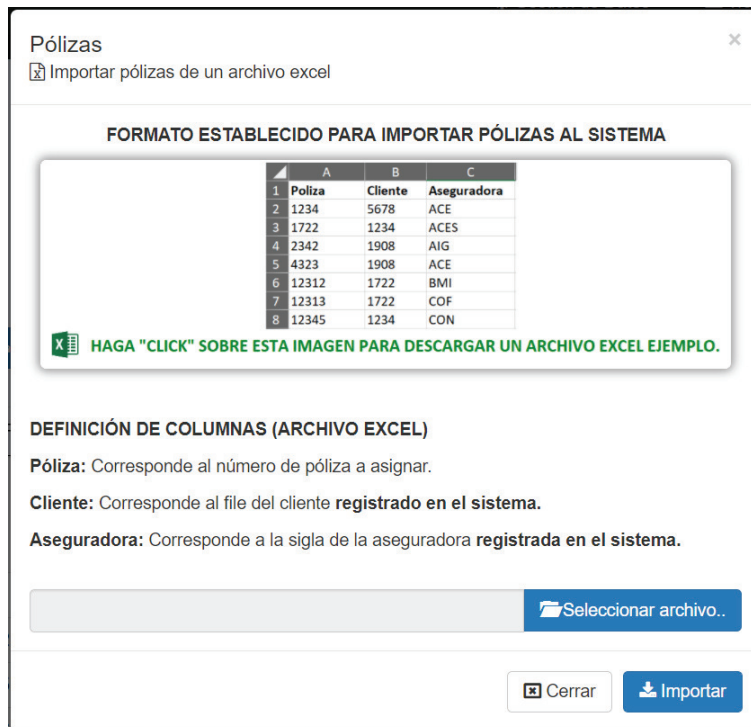 Pólizas
×
Importar pólizas de un archivo excel
FORMATO ESTABLECIDO PARA IMPORTAR PÓLIZAS AL SISTEMA
A B C
1 Poliza Cliente Aseguradora
2 1234 5678 ACE
3 1722 1234 ACES
4 2342 1908 AIG
5 4323 1908 ACE
6 12312 1722 BMI
7 12313 1722 COF
8 12345 1234 CON
HAGA "CLICK" SOBRE ESTA IMAGEN PARA DESCARGAR UN ARCHIVO EXCEL EJEMPLO.
DEFINICIÓN DE COLUMNAS (ARCHIVO EXCEL)
Póliza: Corresponde al número de póliza a asignar.
Cliente: Corresponde al file del cliente registrado en el sistema.
Aseguradora: Corresponde a la sigla de la aseguradora registrada en el sistema.
Seleccionar archivo..
Cerrar
Importar